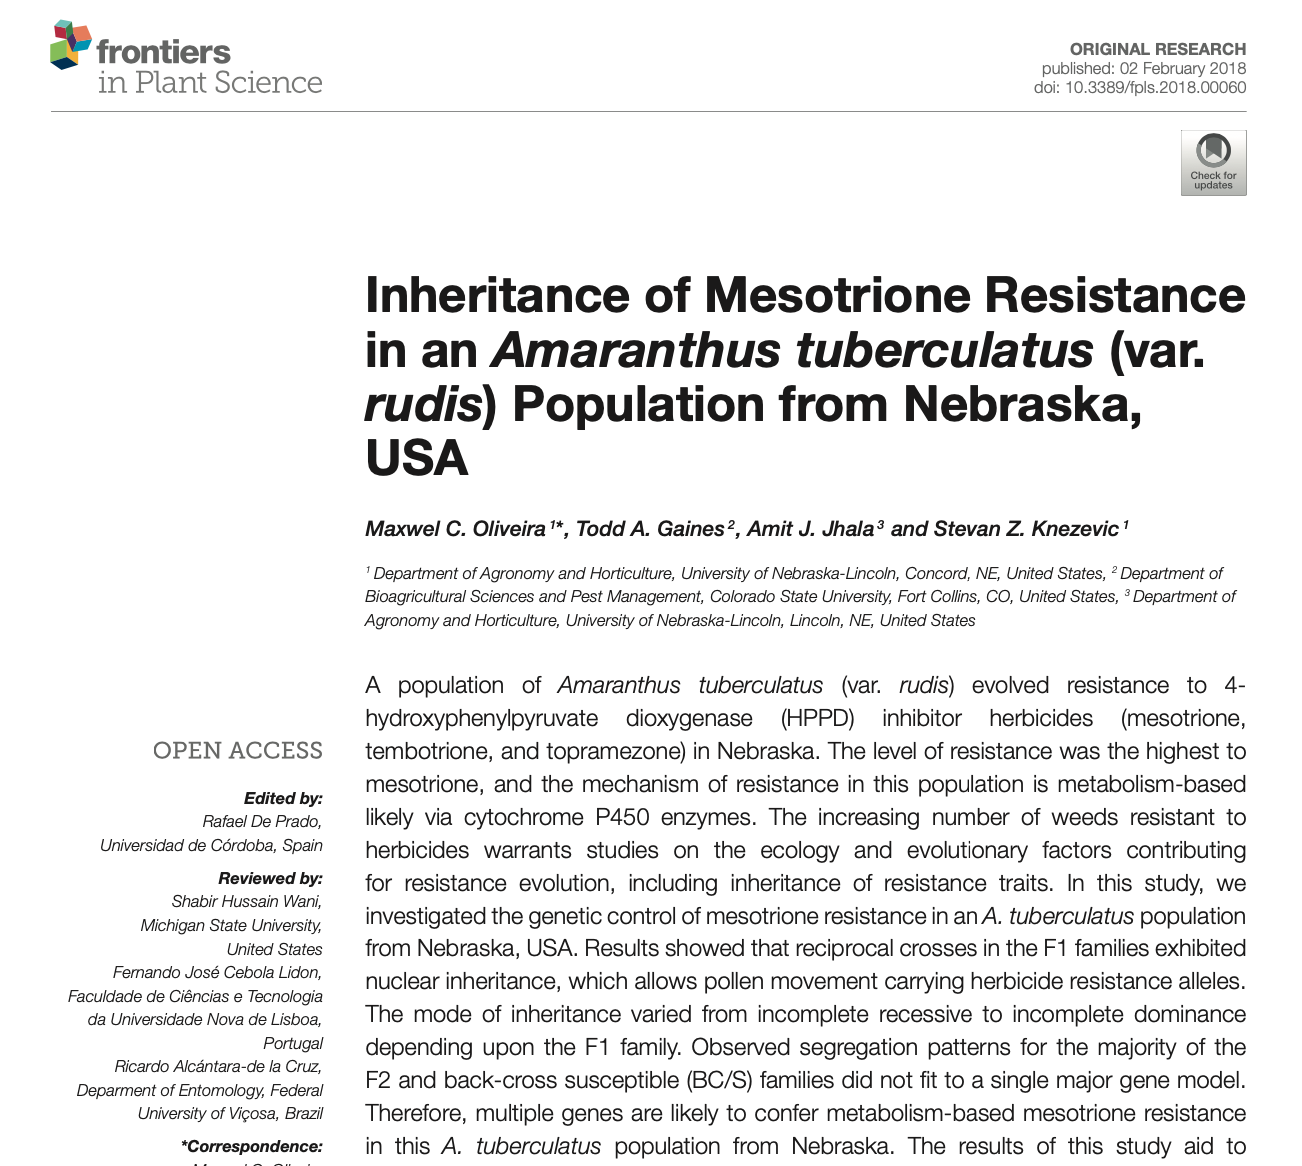 frontiers
in Plant Science
ORIGINAL RESEARCH
published: 02 February 2018
doi: 10.3389/fpls.2018.00060
Check for
updates
Inheritance of Mesotrione Resistance
in an Amaranthus tuberculatus (var.
rudis) Population from Nebraska,
USA
Maxwel C. Oliveira 1*, Todd A. Gaines 2, Amit J. Jhala 3 and Stevan Z. Knezevic 1
1 Department of Agronomy and Horticulture, University of Nebraska-Lincoln, Concord, NE, United States, 2 Department of
Bioagricultural Sciences and Pest Management, Colorado State University, Fort Collins, CO, United States, 3 Department of
Agronomy and Horticulture, University of Nebraska-Lincoln, Lincoln, NE, United States
OPEN ACCESS
Edited by:
Rafael De Prado,
Universidad de Córdoba, Spain
Reviewed by:
Shabir Hussain Wani,
Michigan State University,
United States
Fernando José Cebola Lidon,
Faculdade de Ciências e Tecnologia
da Universidade Nova de Lisboa,
Portugal
Ricardo Alcántara-de la Cruz,
Deparment of Entomology, Federal
University of Viçosa, Brazil
*Correspondence:
A population of Amaranthus tuberculatus (var. rudis) evolved resistance to 4-
hydroxyphenylpyruvate dioxygenase (HPPD) inhibitor herbicides (mesotrione,
tembotrione, and topramezone) in Nebraska. The level of resistance was the highest to
mesotrione, and the mechanism of resistance in this population is metabolism-based
likely via cytochrome P450 enzymes. The increasing number of weeds resistant to
herbicides warrants studies on the ecology and evolutionary factors contributing
for resistance evolution, including inheritance of resistance traits. In this study, we
investigated the genetic control of mesotrione resistance in an A. tuberculatus population
from Nebraska, USA. Results showed that reciprocal crosses in the F1 families exhibited
nuclear inheritance, which allows pollen movement carrying herbicide resistance alleles.
The mode of inheritance varied from incomplete recessive to incomplete dominance
depending upon the F1 family. Observed segregation patterns for the majority of the
F2 and back-cross susceptible (BC/S) families did not fit to a single major gene model.
Therefore, multiple genes are likely to confer metabolism-based mesotrione resistance
in this A. tuberculatus population from Nebraska. The results of this study aid to